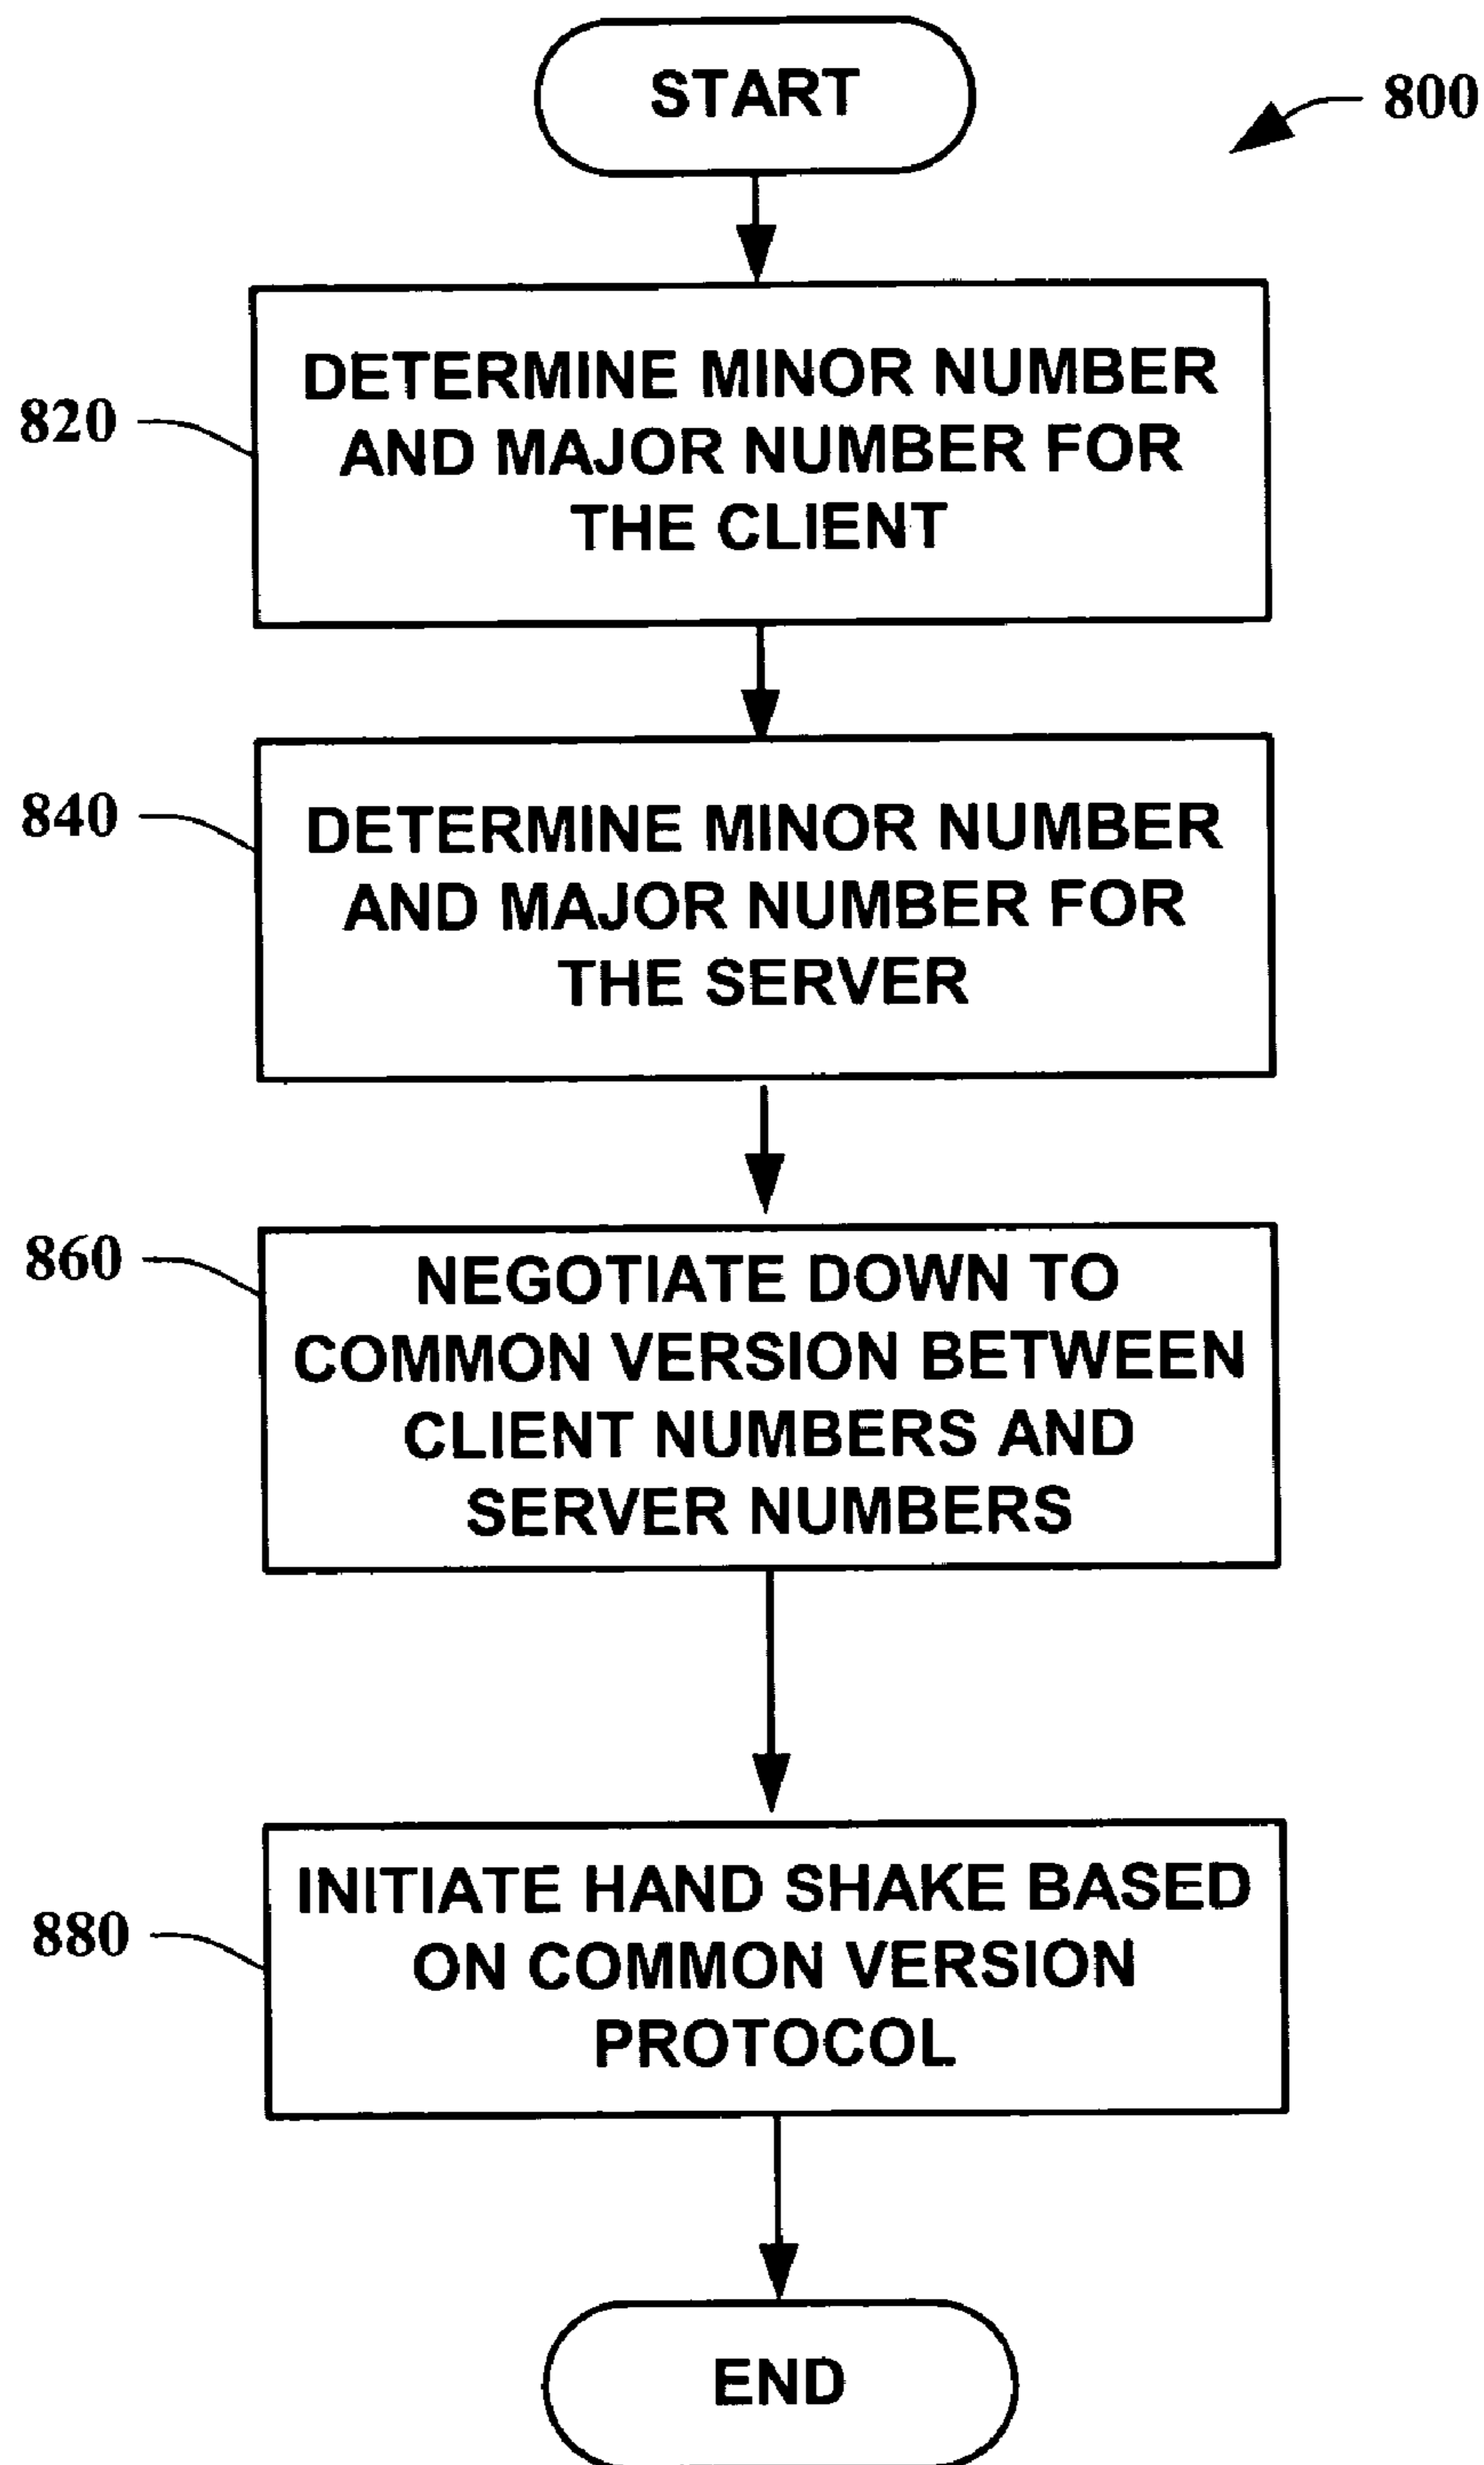 START
800
DETERMINE MINOR NUMBER
AND MAJOR NUMBER FOR
THE CLIENT
820
DETERMINE MINOR NUMBER
AND MAJOR NUMBER FOR
THE SERVER
840
NEGOTIATE DOWN TO
COMMON VERSION BETWEEN
CLIENT NUMBERS AND
SERVER NUMBERS
860
INITIATE HAND SHAKE BASED
ON COMMON VERSION
PROTOCOL
880
END